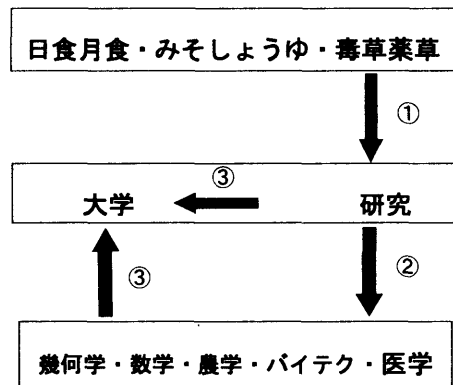 日食月食・みそしょうゆ・毒草薬草
①
③
大学 研究
③ ②
幾何学・数学・農学・バイテク・医学